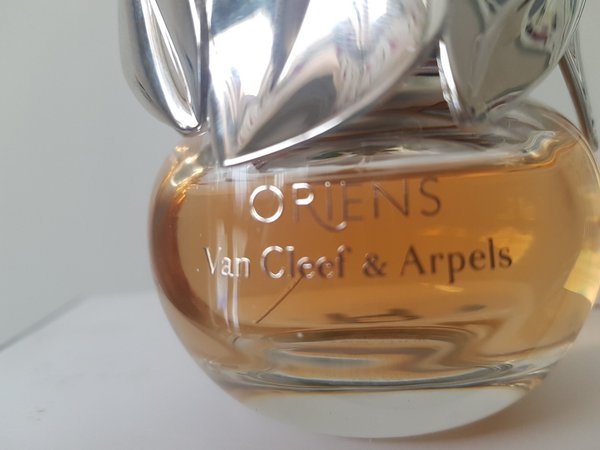 ORIENS
Van Cleef & Arpels